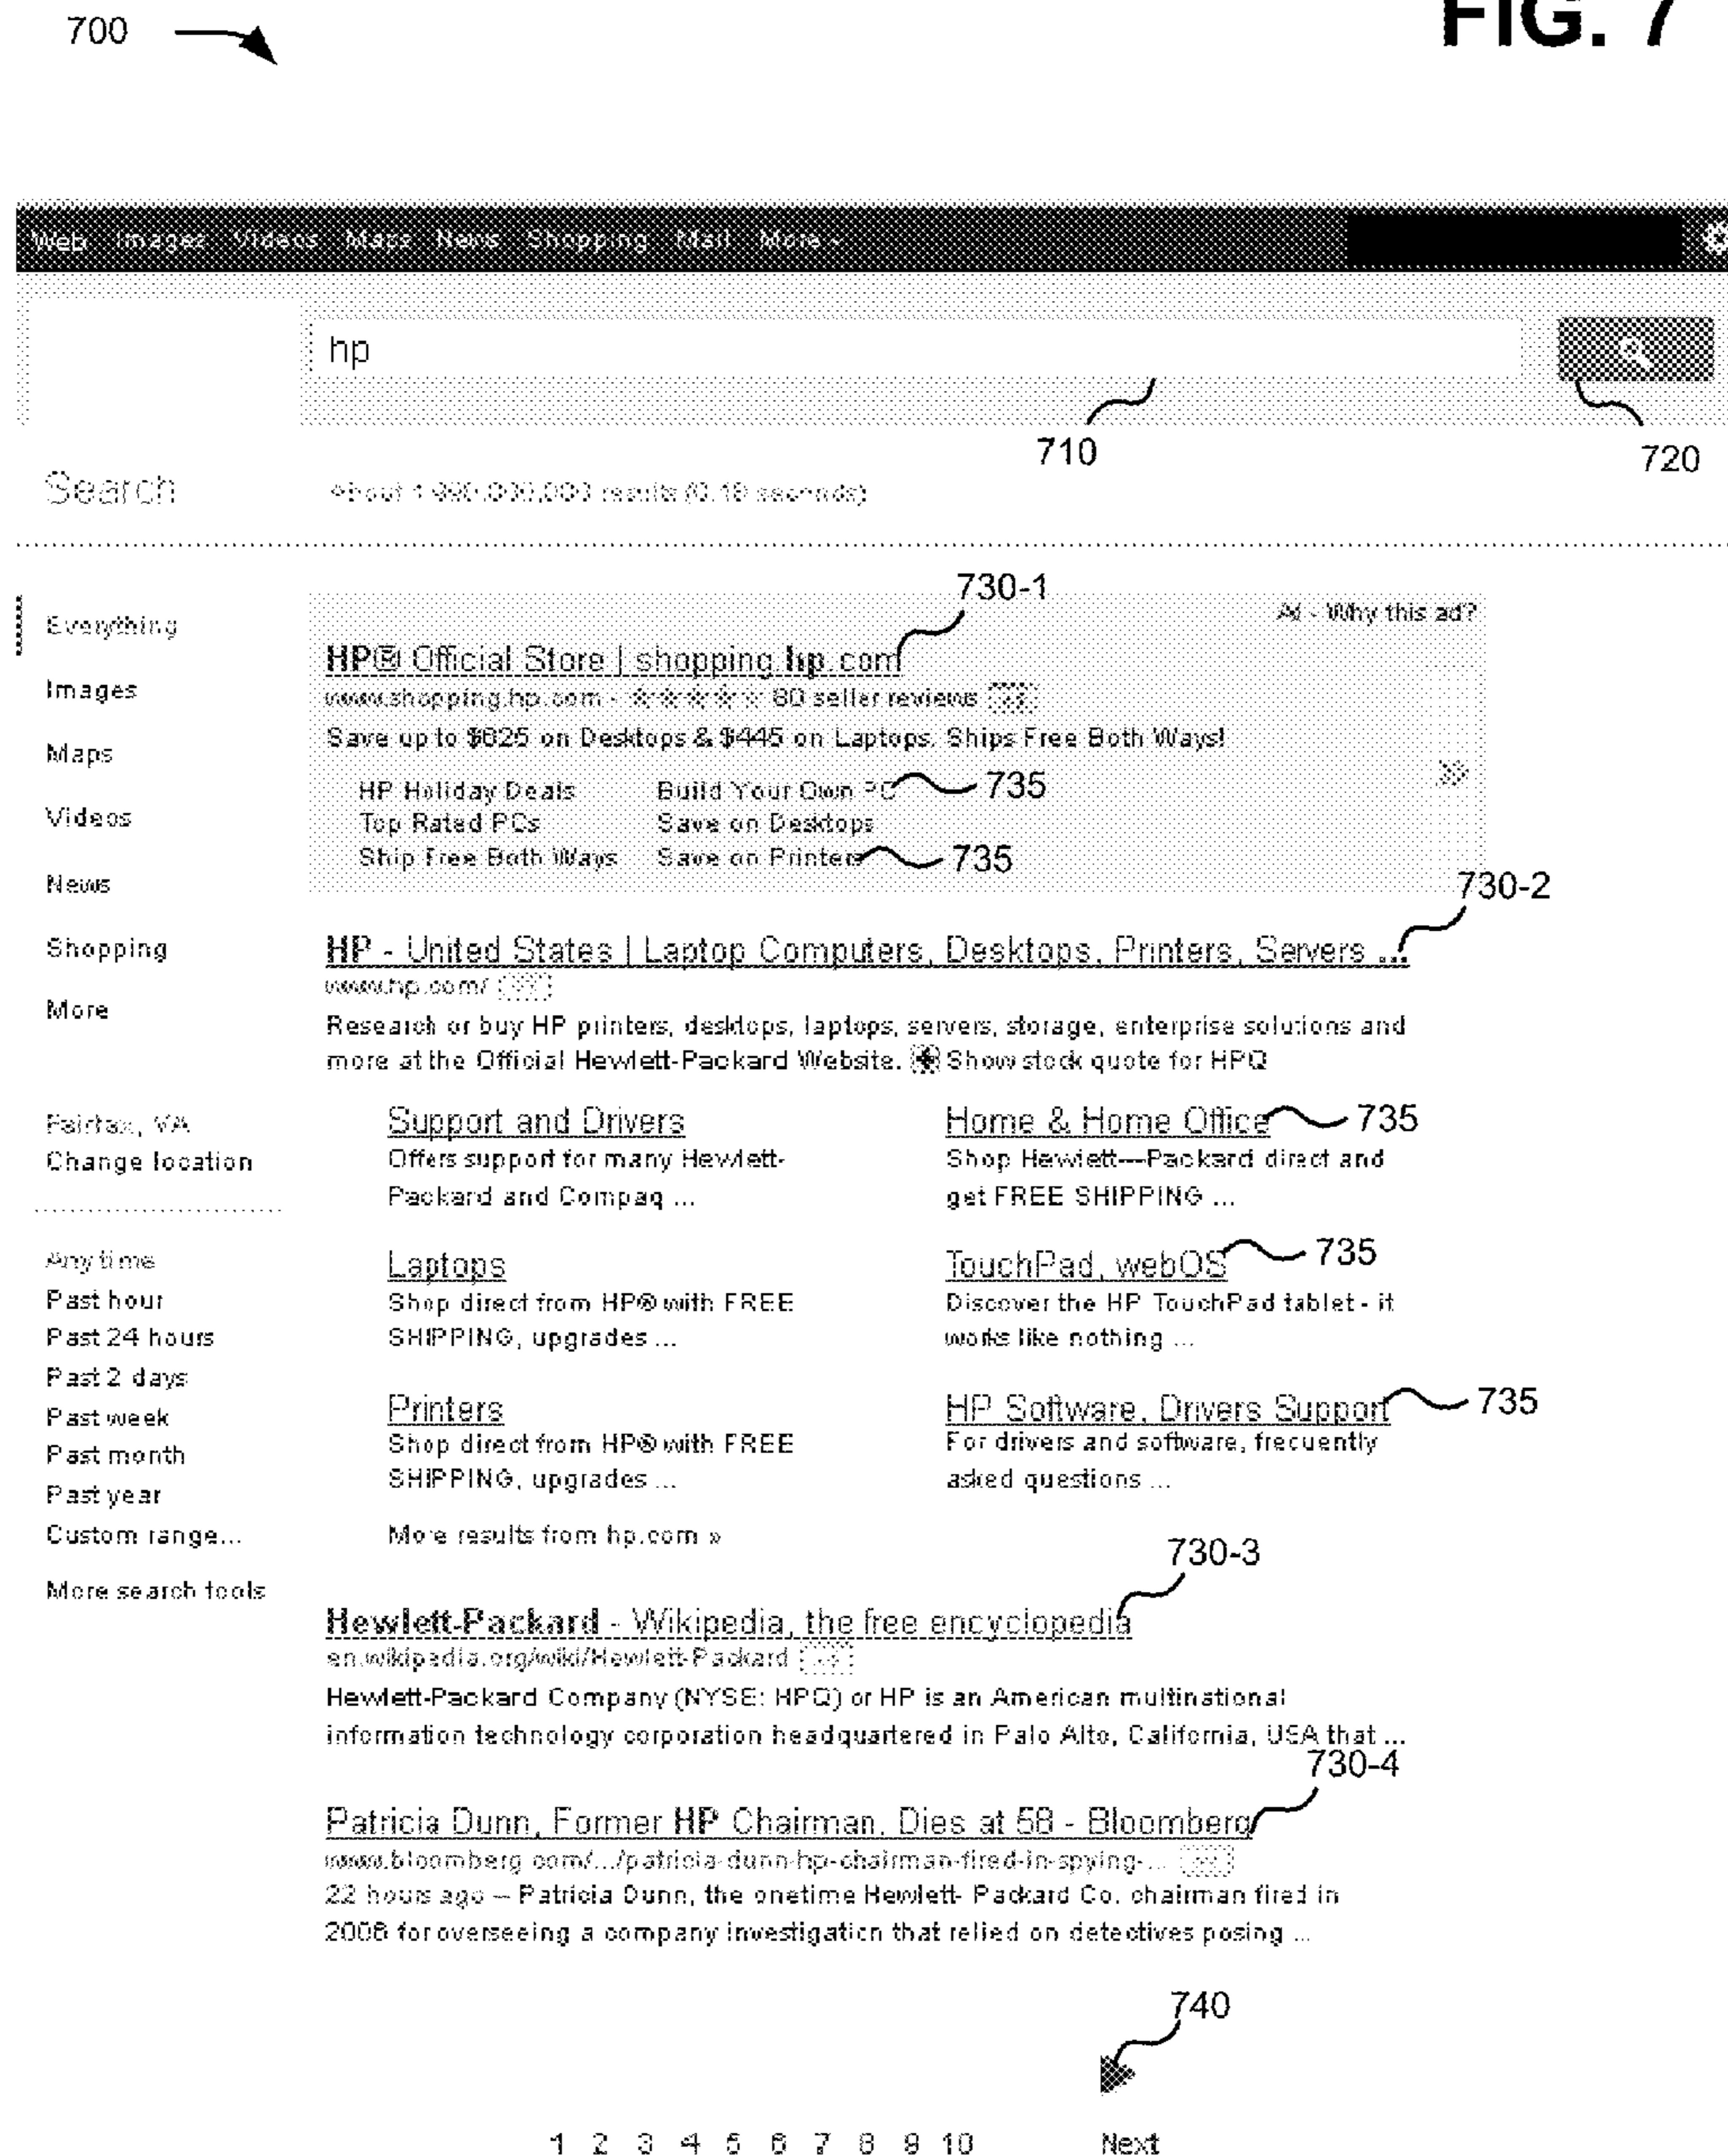 700
FIG. 7
Web Images Videos Maps News Shopping Mail More
hp
710
720
Search
results seconds)
730-1
Everything
Images
Maps
Videos
News
Shopping
More
Fairfax, VA
Change location
Any time
Past hour
Past 24 hours
Past 2 days
Past week
Past month
Past year
Custom range...
More search tools
- Why this ad?
HP® Official Store | shopping.hp.com
www.shopping.hp.com - ☆☆☆☆☆ 80 seller reviews
Save up to $625 on Desktops & $445 on Laptops. Ships Free Both Ways!
HP Holiday Deals Build Your Own PC 735
Top Rated PCs Save on Desktops
Ship Free Both Ways Save on Printers 735
»
730-2
HP - United States | Laptop Computers, Desktops, Printers, Servers ...
www.hp.com/
Research or buy HP printers, desktops, laptops, servers, storage, enterprise solutions and
more at the Official Hewlett-Packard Website. Show stock quote for HPQ
Support and Drivers
Offers support for many Hewlett-
Packard and Compaq ...
Home & Home Office 735
Shop Hewlett---Packard direct and
get FREE SHIPPING ...
Laptops
Shop direct from HP® with FREE
SHIPPING, upgrades ...
TouchPad, webOS 735
Discover the HP TouchPad tablet - it
works like nothing ...
Printers
Shop direct from HP® with FREE
SHIPPING, upgrades ...
HP Software, Drivers Support 735
For drivers and software, frecuently
asked questions ...
More results from hp.com »
730-3
Hewlett-Packard - Wikipedia, the free encyclopedia
en.wikipedia.org/wiki/Hewlett-Packard
Hewlett-Packard Company (NYSE: HPQ) or HP is an American multinational
information technology corporation headquartered in Palo Alto, California, USA that ...
730-4
Patricia Dunn, Former HP Chairman, Dies at 58 - Bloomberg
www.bloomberg.com/.../patricia-dunn-hp-chairman-fired-in-spying-...
22 hours ago – Patricia Dunn, the onetime Hewlett- Packard Co. chairman fired in
2006 for overseeing a company investigation that relied on detectives posing ...
740
1 2 3 4 5 6 7 8 9 10 Next